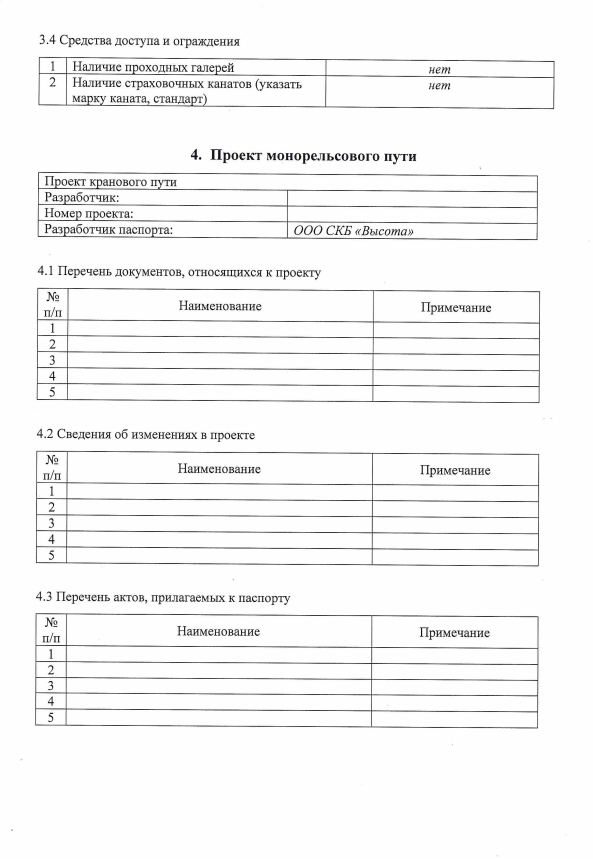 3.4 Средства доступа и ограждения
1 Наличие проходных галерей нет
2 Наличие страховочных канатов (указать нет
марку каната, стандарт)
4. Проект монорельсового пути
Проект кранового пути
Разработчик:
Номер проекта:
Разработчик паспорта: ООО СКБ «Высота»
4.1 Перечень документов, относящихся к проекту
№ п/п Наименование Примечание
1
2
3
4
5
4.2 Сведения об изменениях в проекте
№ п/п Наименование Примечание
1
2
3
4
5
4.3 Перечень актов, прилагаемых к паспорту
№ п/п Наименование Примечание
1
2
3
4
5